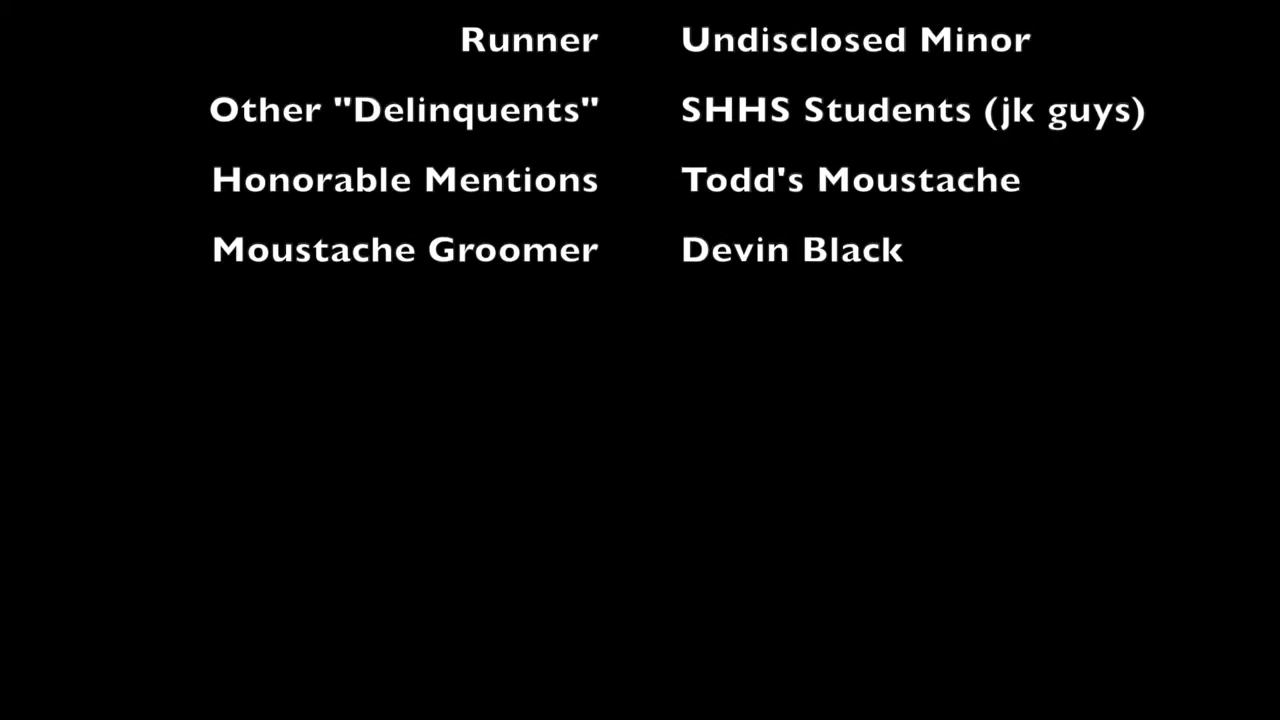 Runner Undisclosed Minor
Other "Delinquents" SHHS Students (jk guys)
Honorable Mentions Todd's Moustache
Moustache Groomer Devin Black